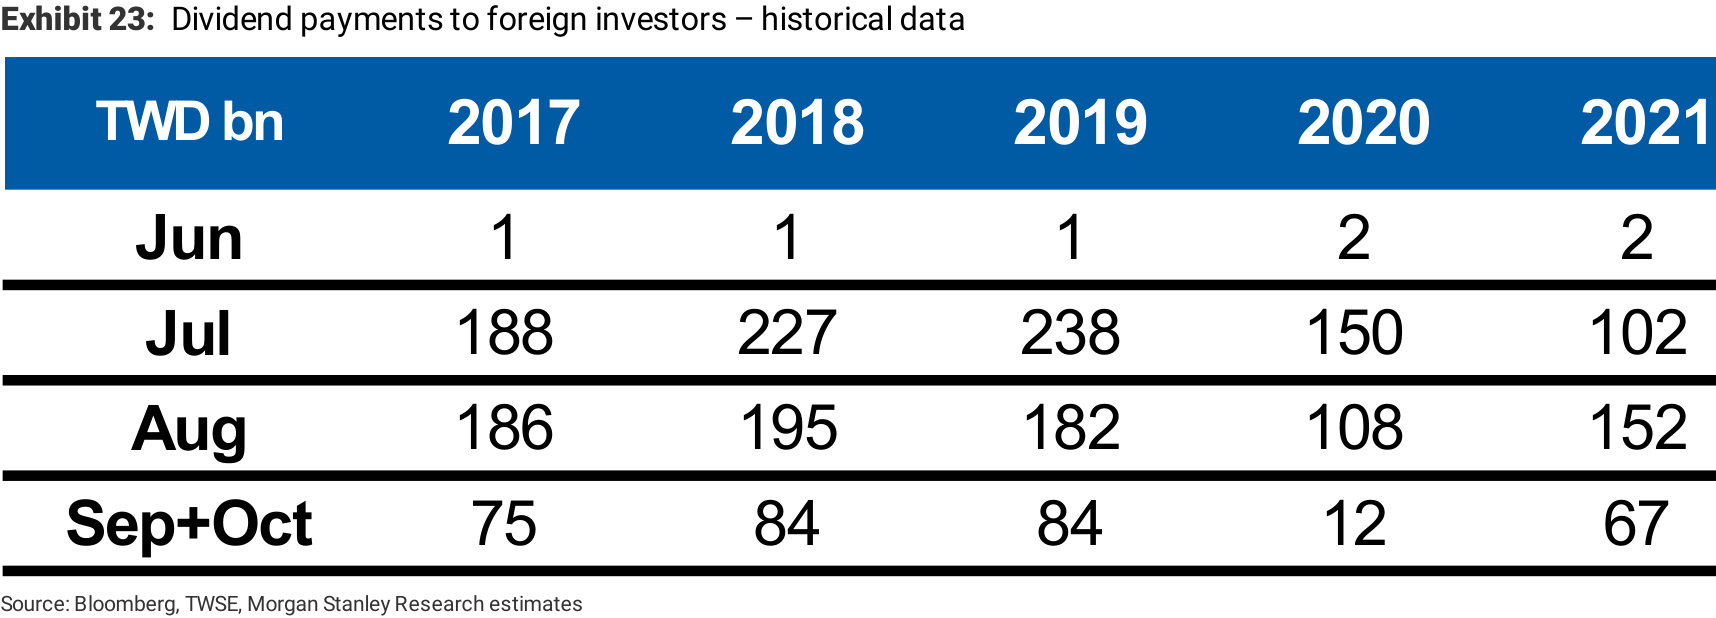 Exhibit 23: Dividend payments to foreign investors – historical data
TWD bn 2017 2018 2019 2020 2021
Jun 1 1 1 2 2
Jul 188 227 238 150 102
Aug 186 195 182 108 152
Sep+Oct 75 84 84 12 67
Source: Bloomberg, TWSE, Morgan Stanley Research estimates